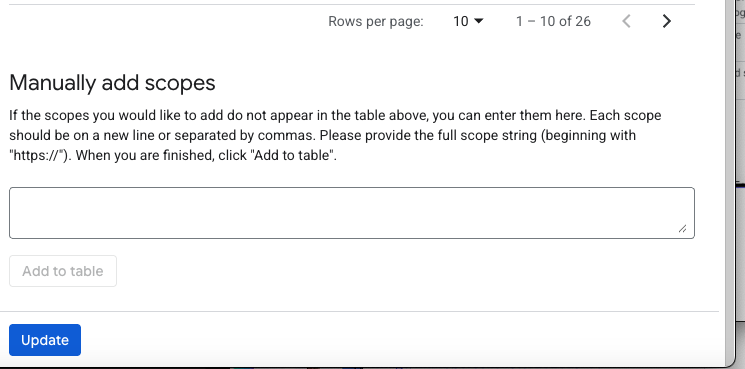 Rows per page: 10 1 – 10 of 26
Manually add scopes
If the scopes you would like to add do not appear in the table above, you can enter them here. Each scope
should be on a new line or separated by commas. Please provide the full scope string (beginning with
"https://"). When you are finished, click "Add to table".
Add to table
Update